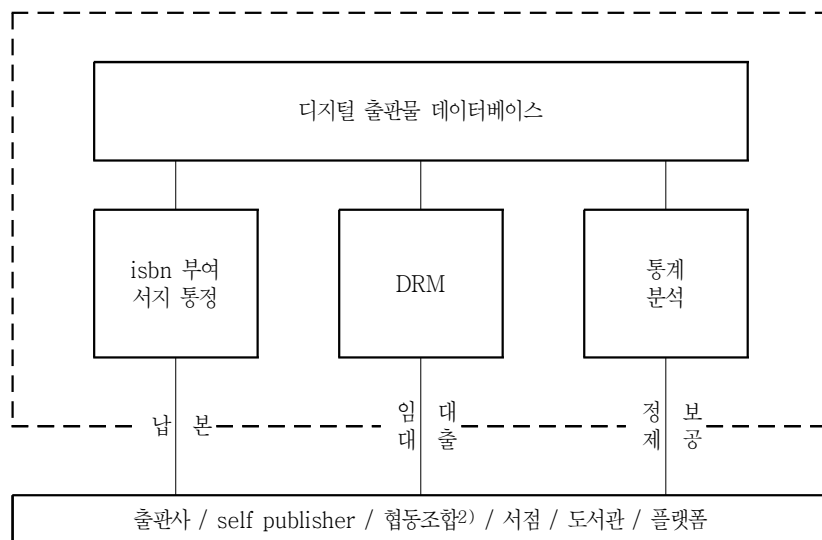 디지털 출판물 데이터베이스
isbn 부여
서지 통정
DRM
통계
분석
납 본
임 대
대 출
정 보
제 공
출판사 / self publisher / 협동조합2) / 서점 / 도서관 / 플랫폼